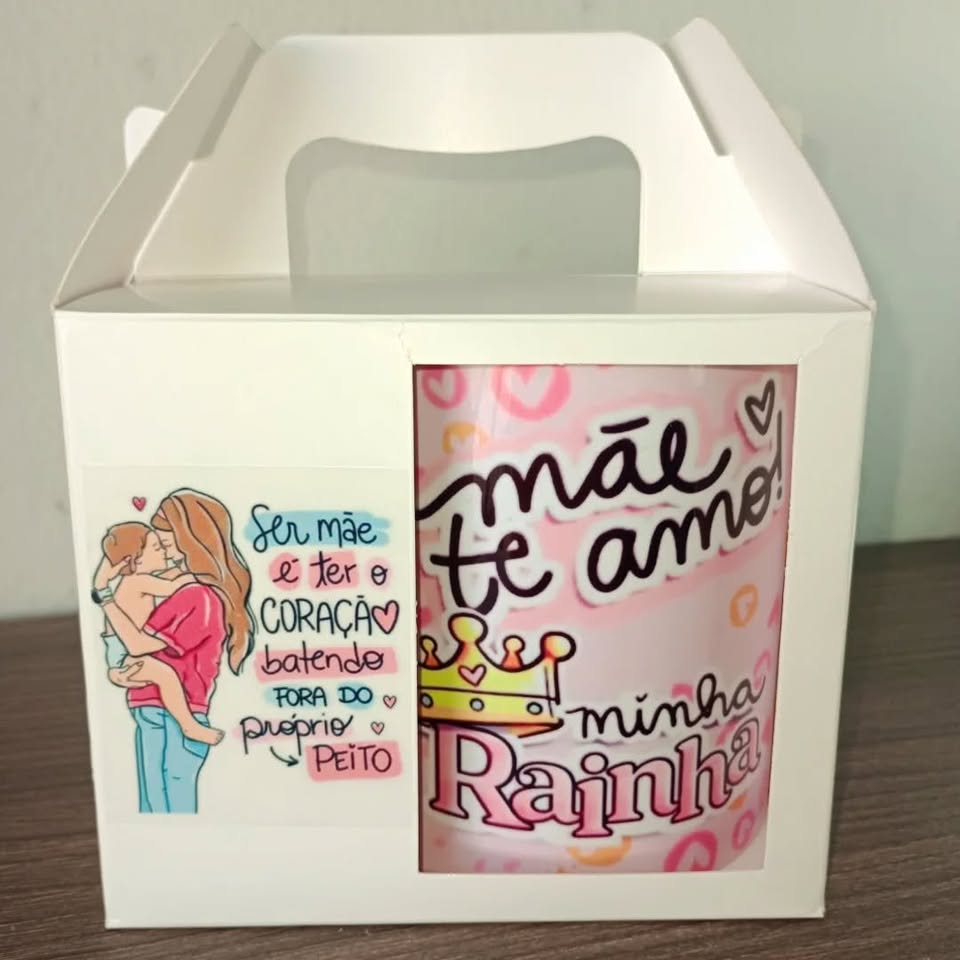 Ser mãe
é ter o
CORAÇÃO
batendo
FORA DO
próprio
PEITO
mãe
te amo!
minha
Rainha